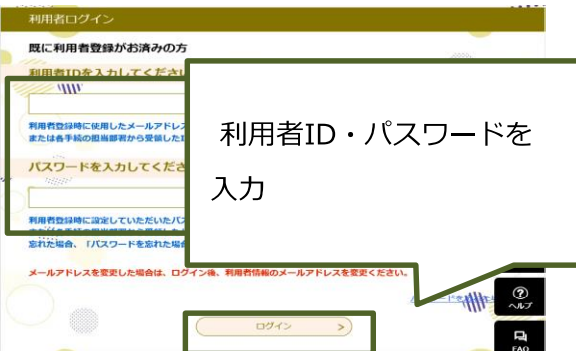 利用者ログイン
既に利用者登録がお済みの方
利用者IDを入力してください
利用者登録時に使用したメールアドレス
または各手続の担当部署から受領したI
パスワードを入力してくださ
利用者登録時に設定していただいたパス
忘れた場合、「パスワードを忘れた場合
メールアドレスを変更した場合は、ログイン後、利用者情報のメールアドレスを変更ください。
利用者ID・パスワードを
入力
ログイン >
ヘルプ
FAQ